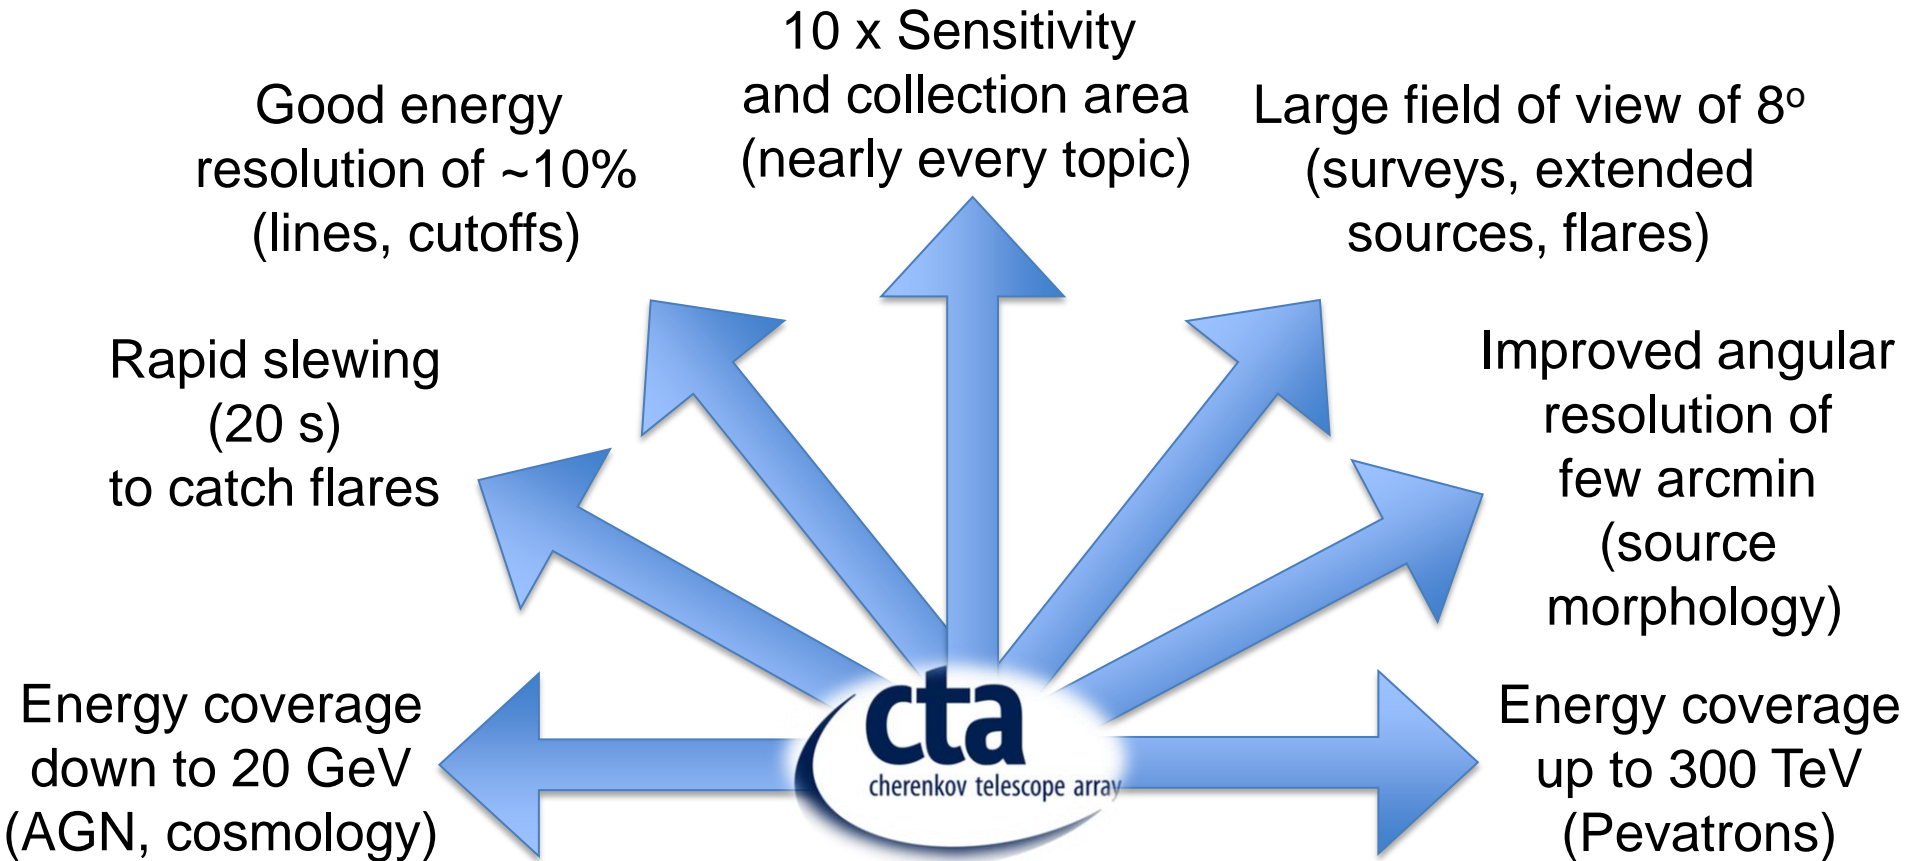 10 x Sensitivity
and collection area
(nearly every topic)
Good energy
resolution of ~10%
(lines, cutoffs)
Large field of view of 8º
(surveys, extended
sources, flares)
Rapid slewing
(20 s)
to catch flares
Improved angular
resolution of
few arcmin
(source
morphology)
Energy coverage
down to 20 GeV
(AGN, cosmology)
cta
cherenkov telescope array
Energy coverage
up to 300 TeV
(Pevatrons)